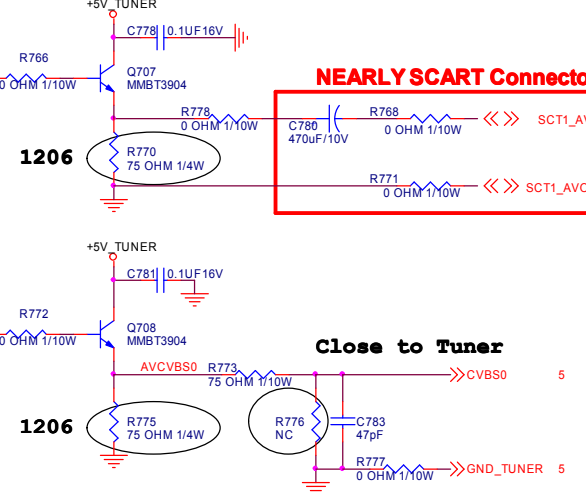 +5V_TUNER
C778 0.1UF16V
R766
0 OHM 1/10W
Q707
MMBT3904
NEARLY SCART Connecto
R778
0 OHM 1/10W
C780
470uF/10V
R768
0 OHM 1/10W
SCT1_AV
1206
R770
75 OHM 1/4W
R771
0 OHM 1/10W
SCT1_AVC
+5V_TUNER
C781 0.1UF16V
R772
0 OHM 1/10W
Q708
MMBT3904
Close to Tuner
AVCVBS0
R773
75 OHM 1/10W
CVBS0 5
1206
R775
75 OHM 1/4W
R776
NC
C783
47pF
R777
0 OHM 1/10W
GND_TUNER 5